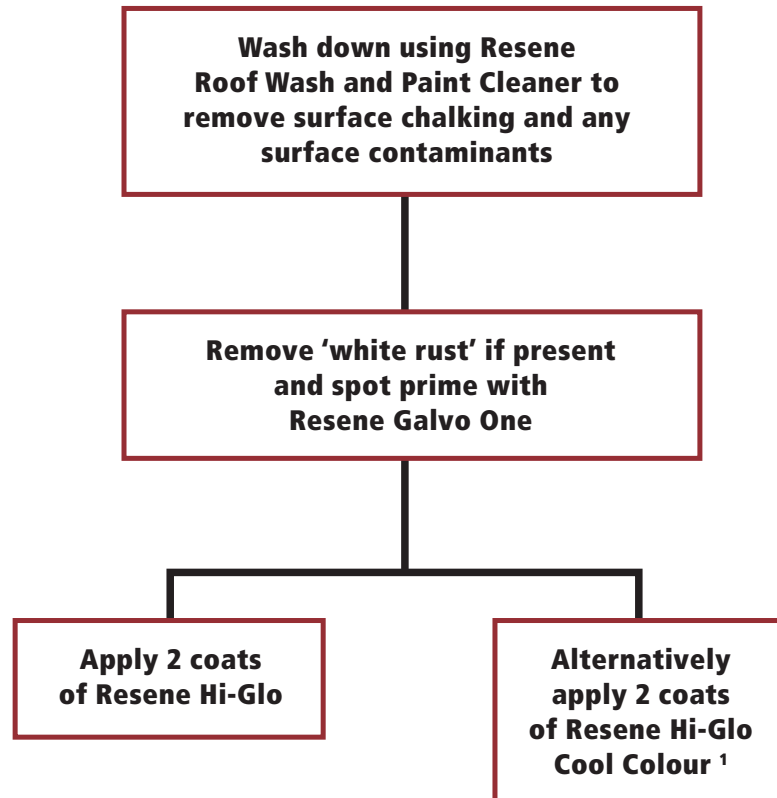 Wash down using Resene
Roof Wash and Paint Cleaner to
remove surface chalking and any
surface contaminants
Remove ‘white rust’ if present
and spot prime with
Resene Galvo One
Apply 2 coats
of Resene Hi-Glo
Alternatively
apply 2 coats
of Resene Hi-Glo
Cool Colour ¹